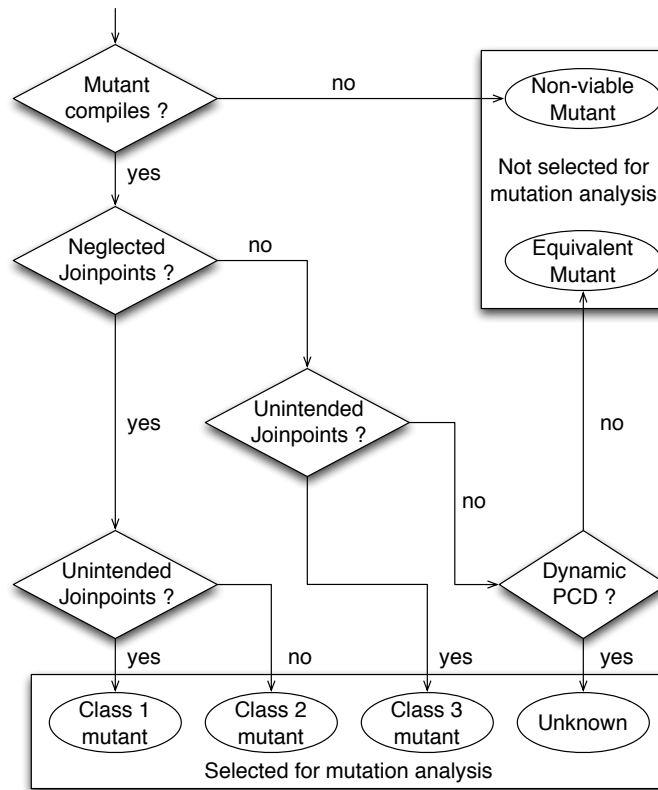 Mutant
compiles ?
no
Non-viable
Mutant
yes
Not selected for
mutation analysis
Neglected
Joinpoints ?
no
Equivalent
Mutant
Unintended
Joinpoints ?
yes
no
no
Unintended
Joinpoints ?
Dynamic
PCD ?
yes
no
yes
yes
Class 1
mutant
Class 2
mutant
Class 3
mutant
Unknown
Selected for mutation analysis